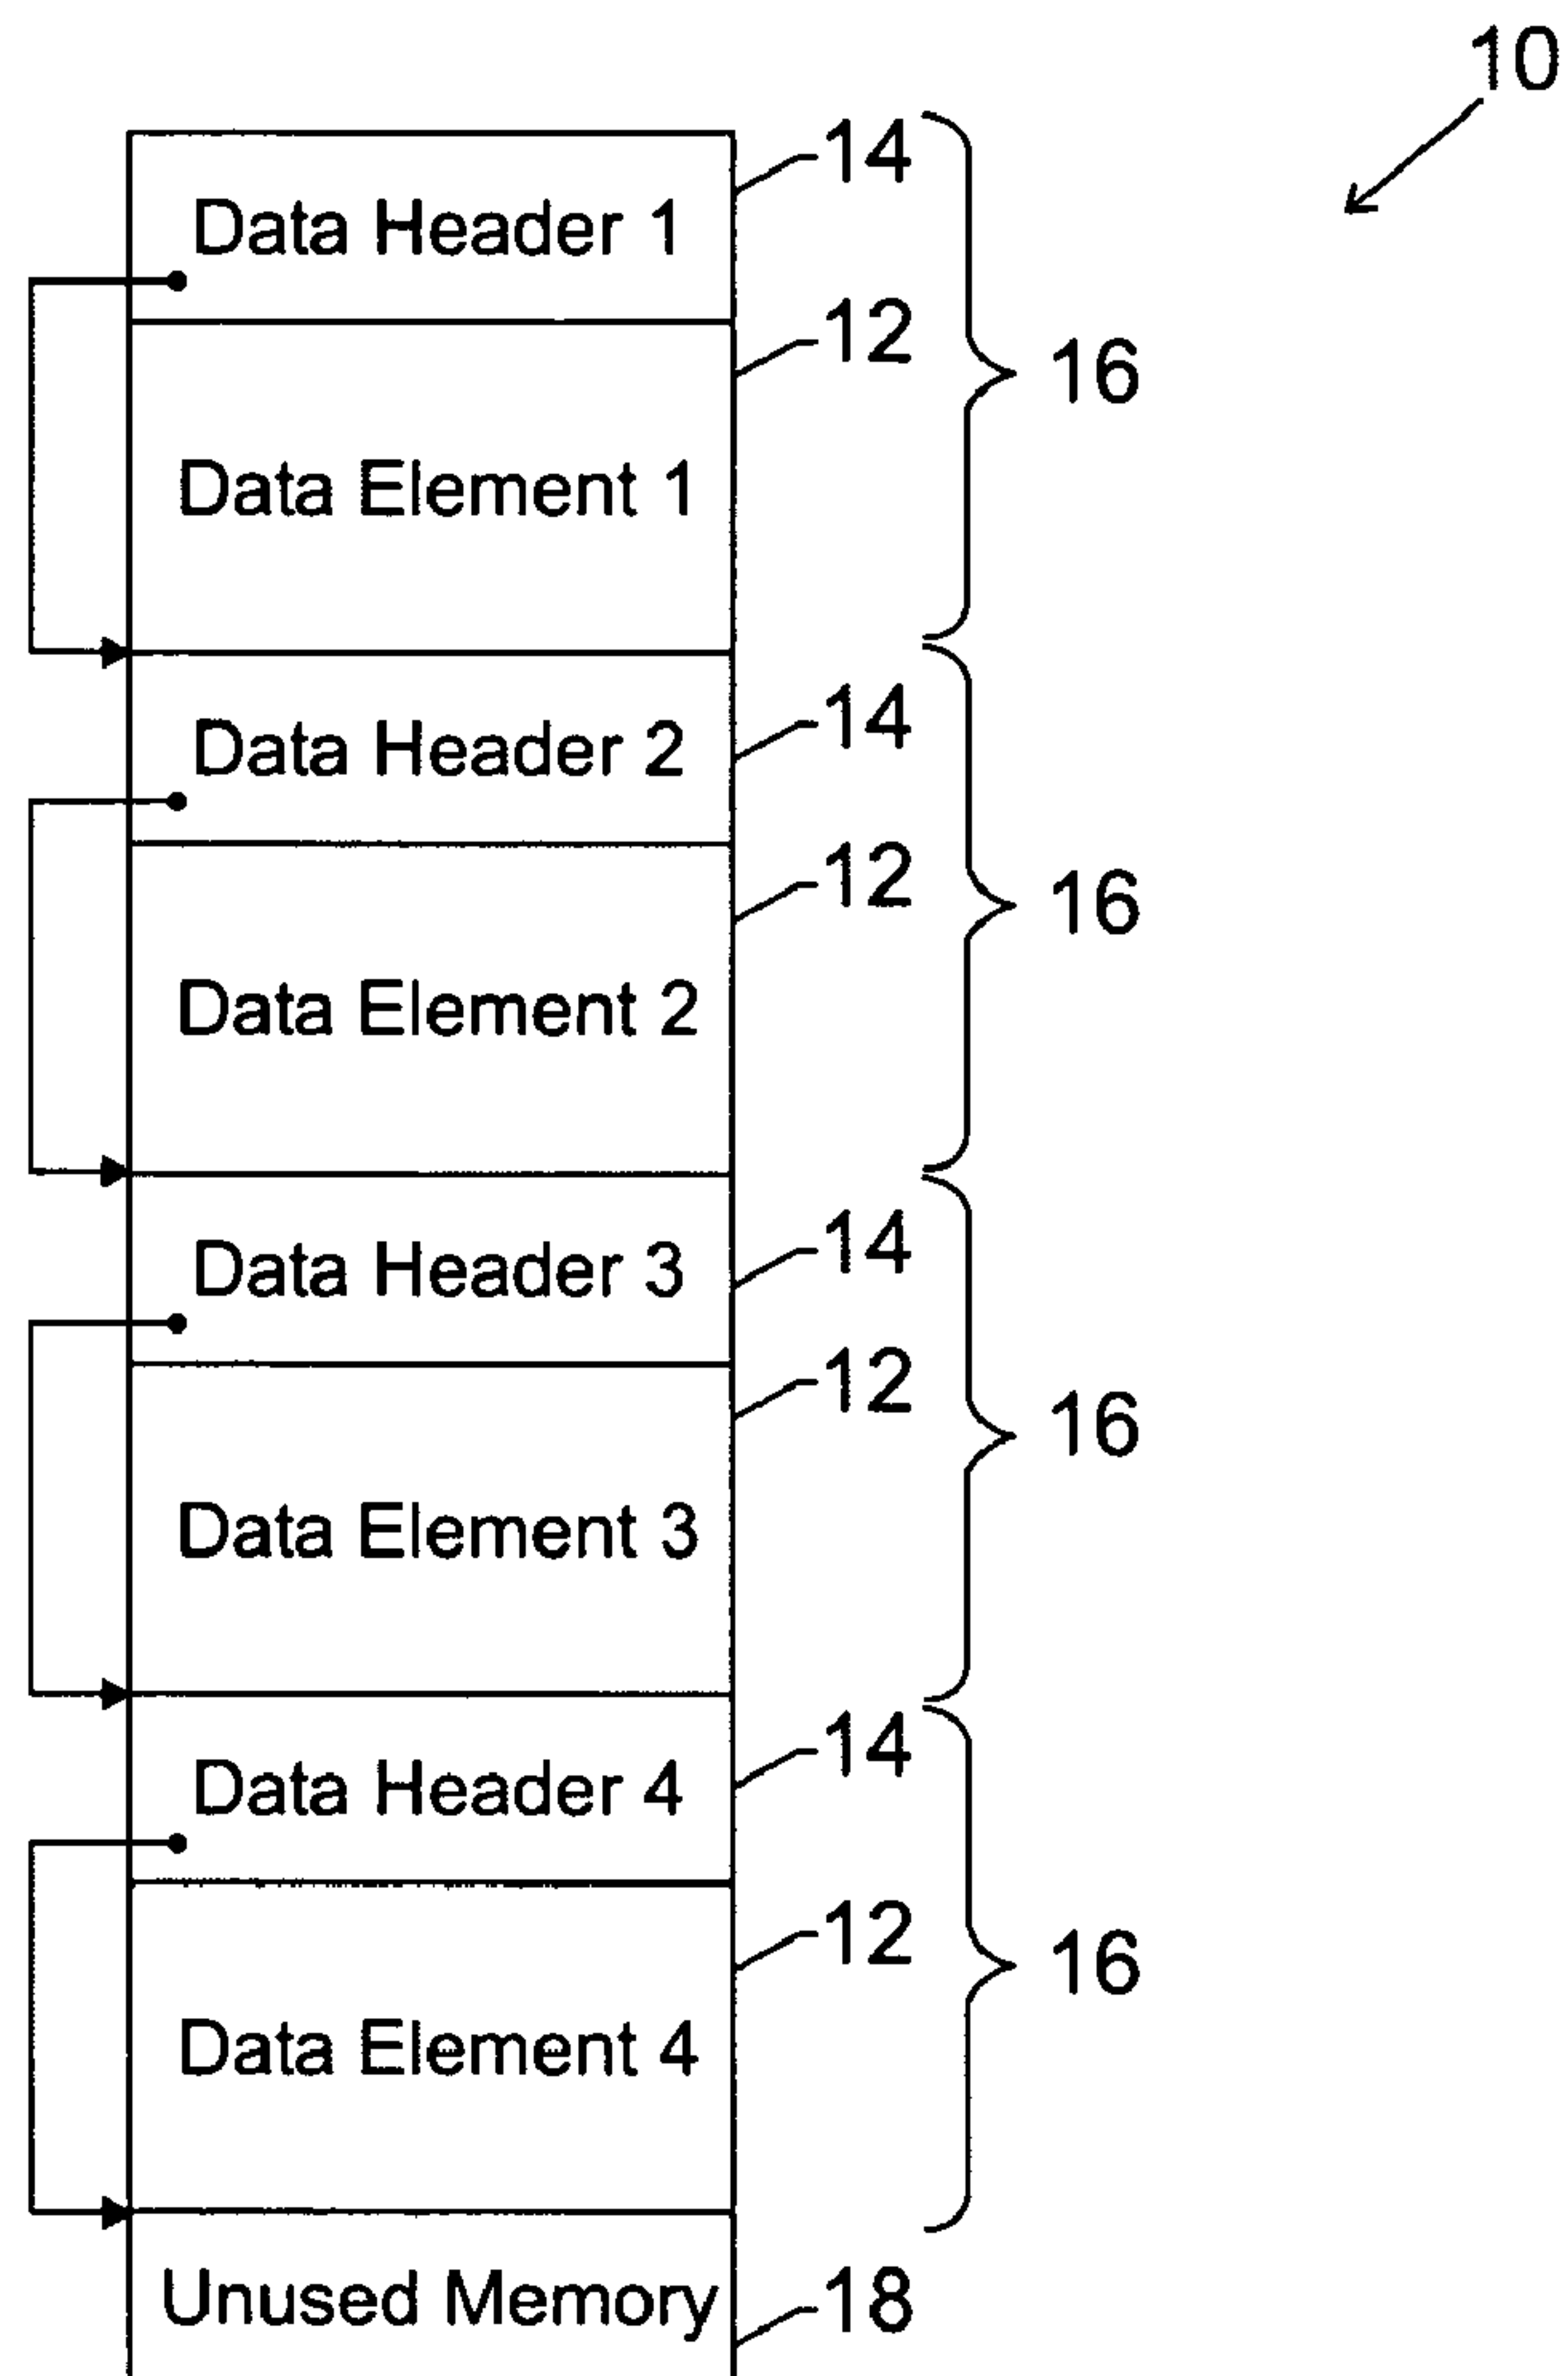 10
14
Data Header 1
12
16
Data Element 1
14
Data Header 2
12
16
Data Element 2
14
Data Header 3
12
16
Data Element 3
14
Data Header 4
12
16
Data Element 4
Unused Memory
18